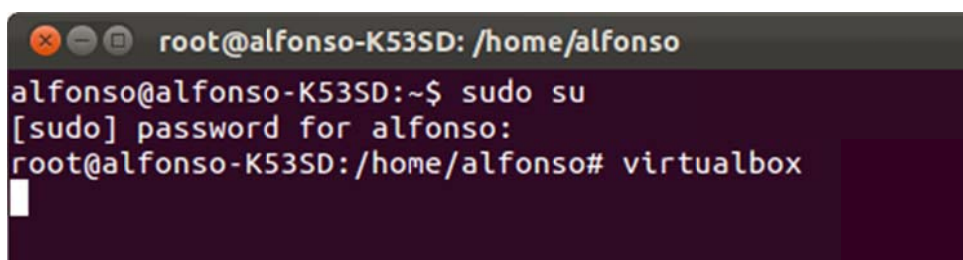 root@alfonso-K53SD: /home/alfonso
alfonso@alfonso-K53SD:~$ sudo su
[sudo] password for alfonso:
root@alfonso-K53SD:/home/alfonso# virtualbox